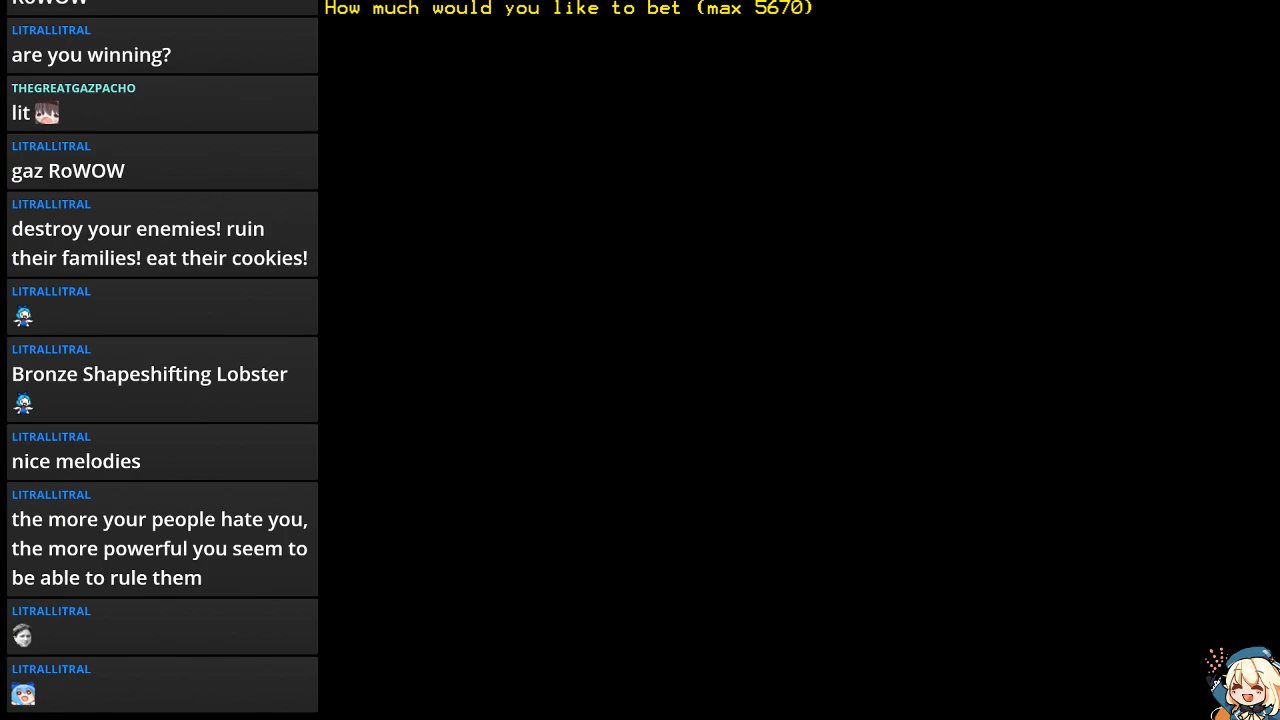 RoWOW
How much would you like to bet (max 5670)
LITRALLITRAL
are you winning?
THEGREATGAZPACHO
lit
LITRALLITRAL
gaz RoWOW
LITRALLITRAL
destroy your enemies! ruin
their families! eat their cookies!
LITRALLITRAL
LITRALLITRAL
Bronze Shapeshifting Lobster
LITRALLITRAL
nice melodies
LITRALLITRAL
the more your people hate you,
the more powerful you seem to
be able to rule them
LITRALLITRAL
LITRALLITRAL